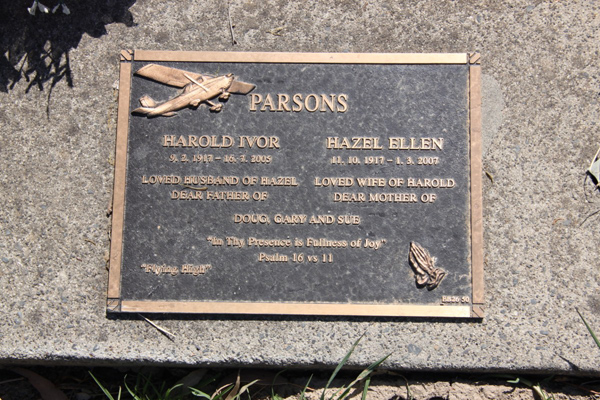 PARSONS
HAROLD IVOR HAZEL ELLEN
9. 2. 1917 - 16. 3. 2005 11. 10. 1917 - 1. 3. 2007
LOVED HUSBAND OF HAZEL LOVED WIFE OF HAROLD
DEAR FATHER OF DEAR MOTHER OF
DOUG, GARY AND SUE
"In Thy Presence is Fullness of Joy"
Psalm 16 vs 11
"Flying High"